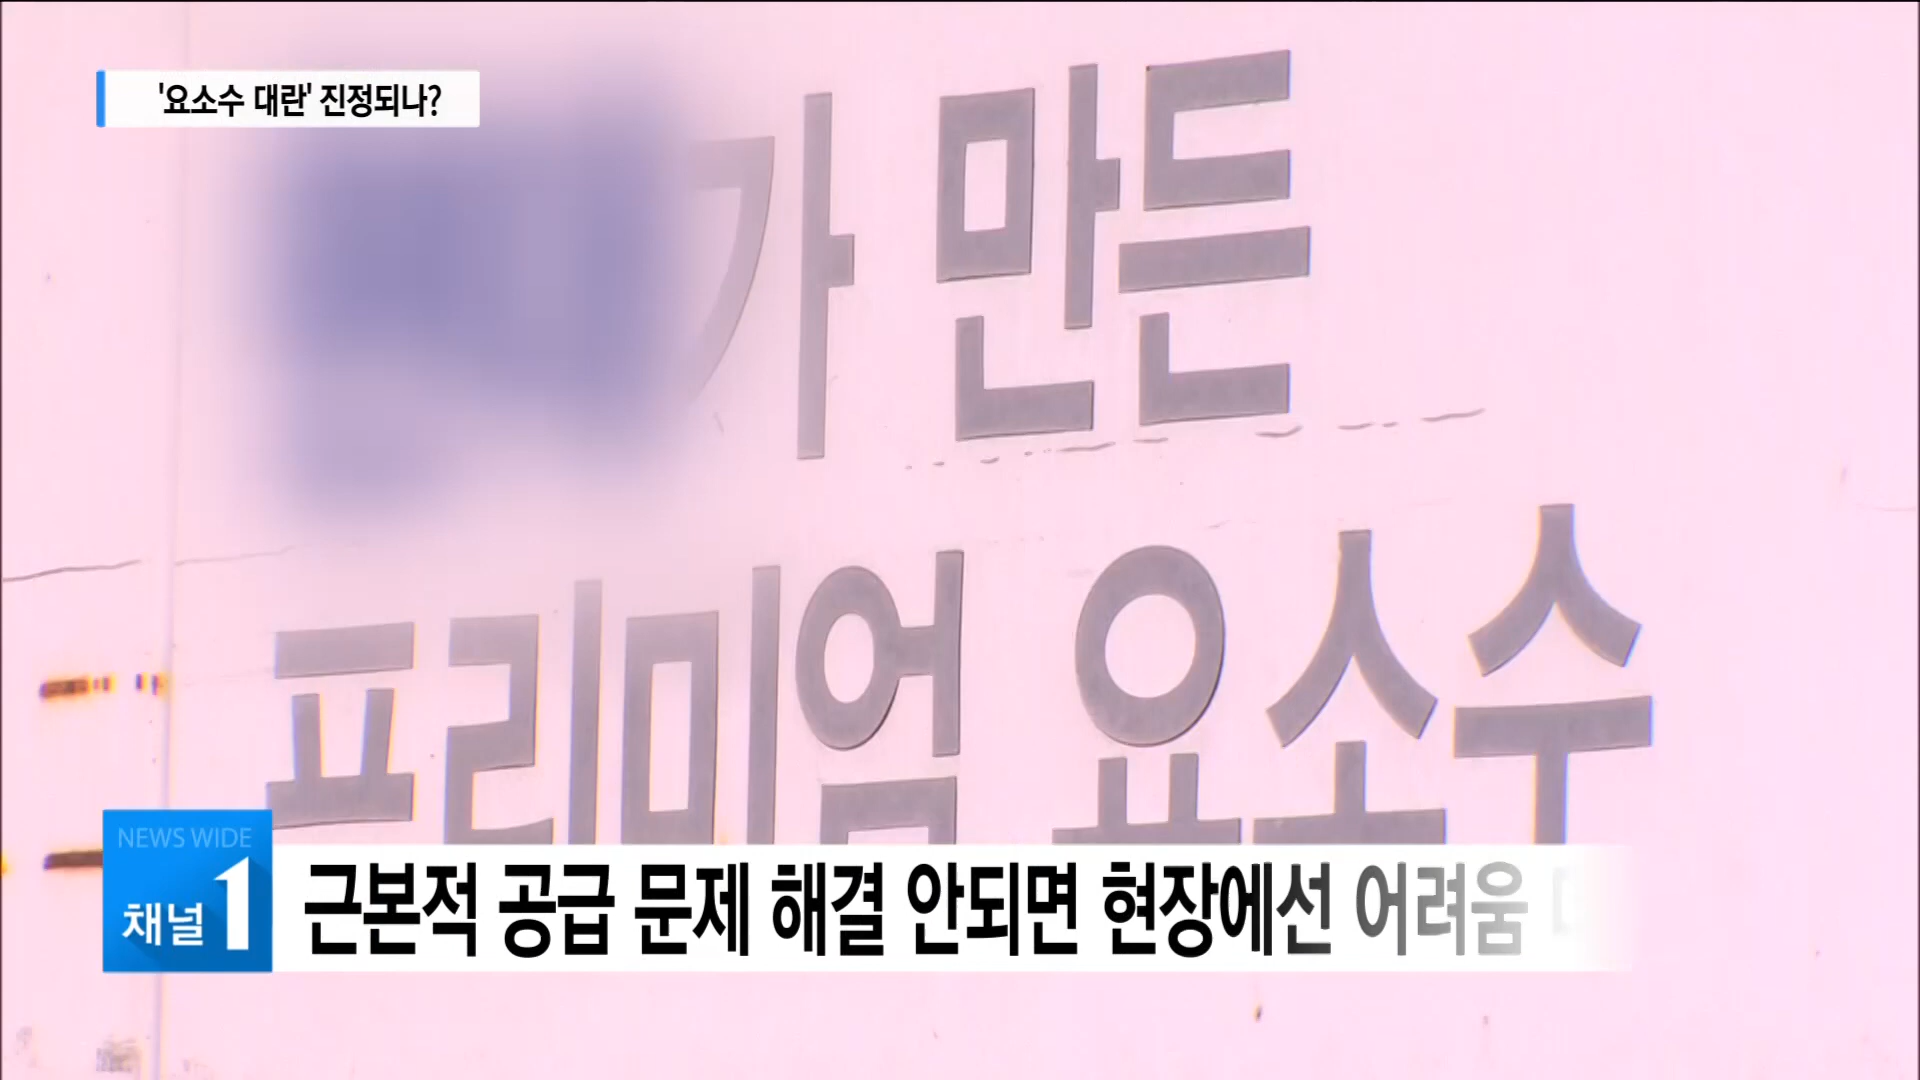 '요소수 대란' 진정되나?
가 만든
프리미엄 요소수
NEWS WIDE
채널 1
근본적 공급 문제 해결 안되면 현장에선 어려움